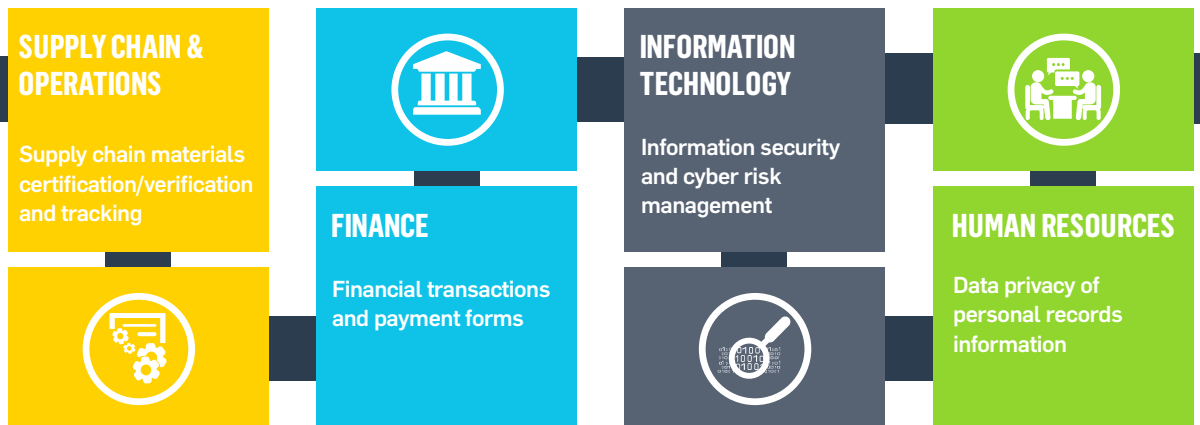 SUPPLY CHAIN &
OPERATIONS
Supply chain materials
certification/verification
and tracking
FINANCE
Financial transactions
and payment forms
INFORMATION
TECHNOLOGY
Information security
and cyber risk
management
HUMAN RESOURCES
Data privacy of
personal records
information